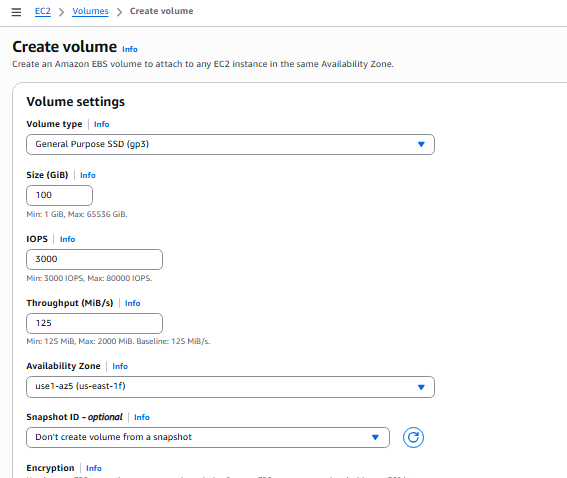 EC2 > Volumes > Create volume
Create volume Info
Create an Amazon EBS volume to attach to any EC2 instance in the same Availability Zone.
Volume settings
Volume type | Info
General Purpose SSD (gp3)
Size (GiB) | Info
100
Min: 1 GiB, Max: 65536 GiB.
IOPS | Info
3000
Min: 3000 IOPS, Max: 80000 IOPS.
Throughput (MiB/s) | Info
125
Min: 125 MiB, Max: 2000 MiB. Baseline: 125 MiB/s.
Availability Zone | Info
use1-az5 (us-east-1f)
Snapshot ID - optional | Info
Don't create volume from a snapshot
Encryption | Info